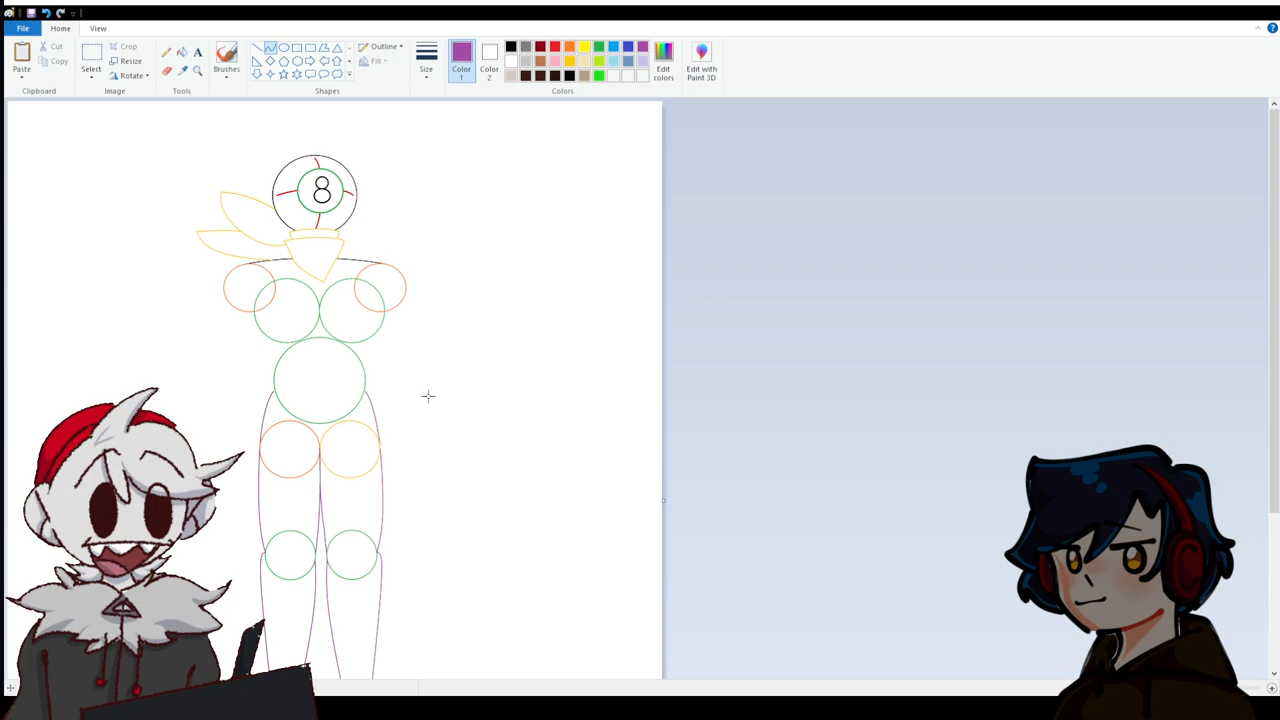 File Home View
Paste
Cut
Copy
Clipboard
Select
Crop
Resize
Rotate
Image
A
Tools
Brushes
Outline
Fill
Shapes
Size
Color
1
Color
2
Edit
colors
Colors
Edit with
Paint 3D
8